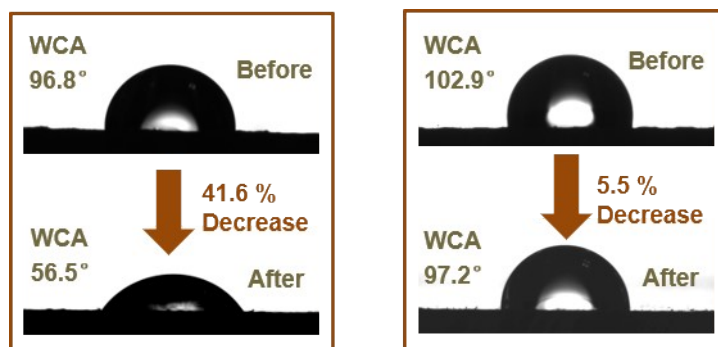 WCA
96.8°
Before
41.6 %
Decrease
WCA
56.5°
After
WCA
102.9°
Before
5.5 %
Decrease
WCA
97.2°
After